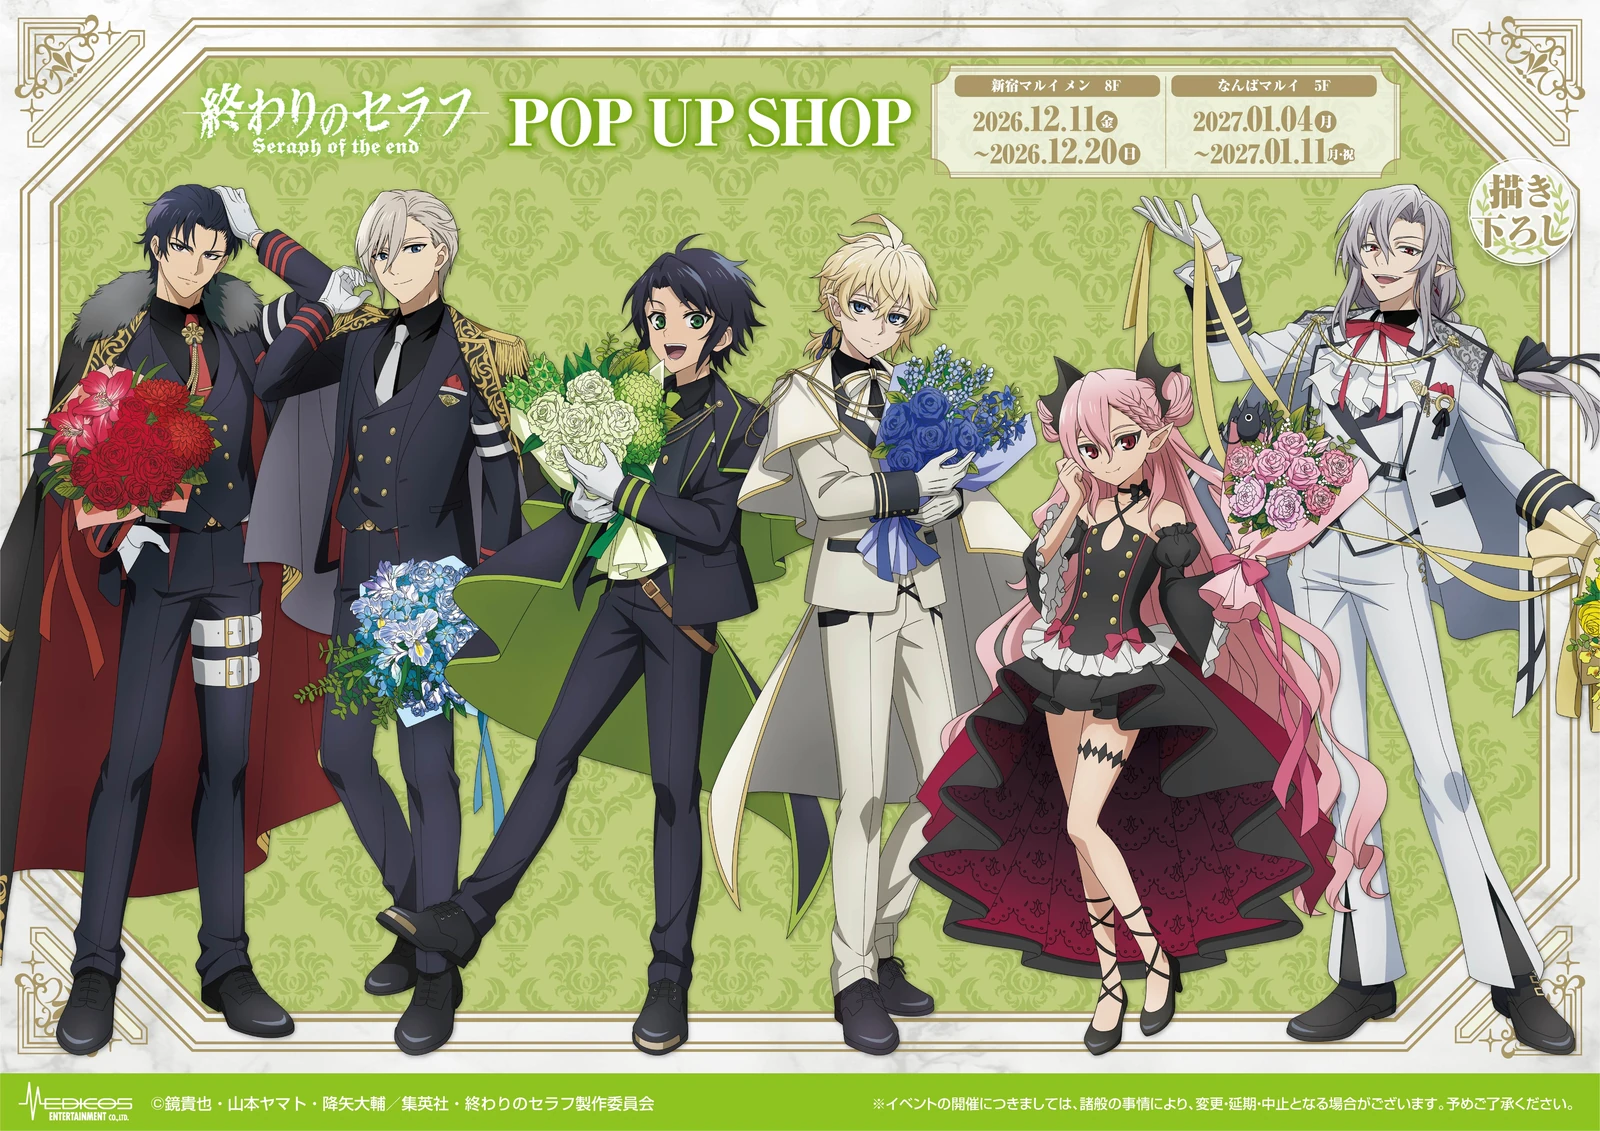 終わりのセラフ
Seraph of the end
POP UP SHOP
新宿マルイ メン 8F
2026.12.11金
～2026.12.20日
なんばマルイ 5F
2027.01.04月
～2027.01.11月・祝
描き
下ろし
MEDICOS
ENTERTAINMENT CO.,LTD.
©鏡貴也・山本ヤマト・降矢大輔／集英社・終わりのセラフ製作委員会
※イベントの開催につきましては、諸般の事情により、変更・延期・中止となる場合がございます。予めご了承ください。